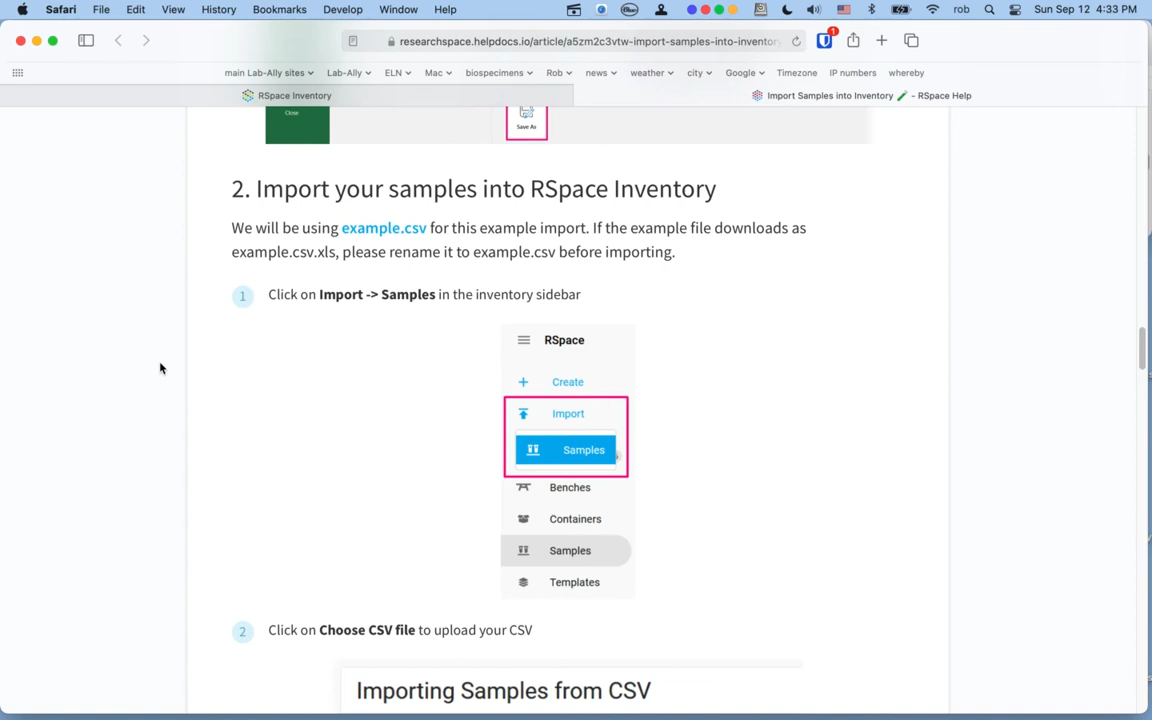 Safari File Edit View History Bookmarks Develop Window Help rob Sun Sep 12 4:33 PM
researchspace.helpdocs.io/article/a5zm2c3vtw-import-samples-into-inventory 1
main Lab-Ally sites Lab-Ally ELN Mac biospecimens Rob news weather city Google Timezone IP numbers whereby
RSpace Inventory Import Samples into Inventory - RSpace Help
Close
Save As
2. Import your samples into RSpace Inventory
We will be using example.csv for this example import. If the example file downloads as
example.csv.xls, please rename it to example.csv before importing.
1 Click on Import -> Samples in the inventory sidebar
RSpace
Create
Import
Samples
Benches
Containers
Samples
Templates
2 Click on Choose CSV file to upload your CSV
Importing Samples from CSV